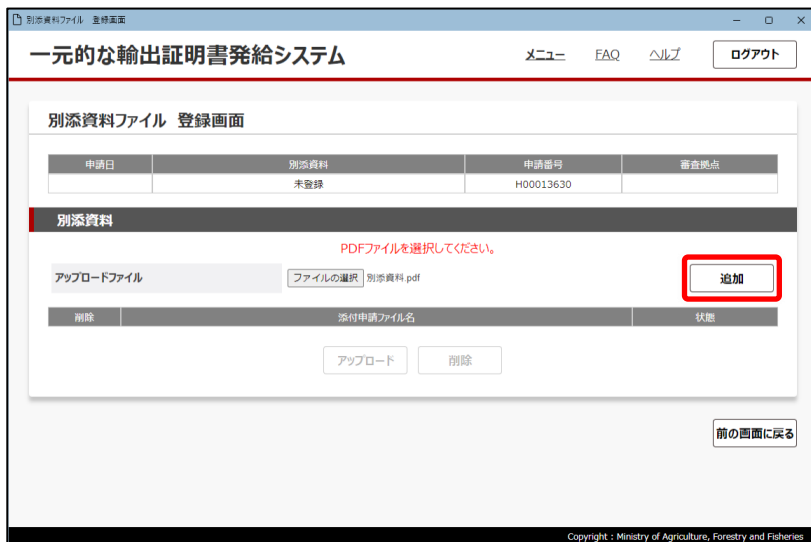 別添資料ファイル 登録画面
一元的な輸出証明書発給システム メニュー FAQ ヘルプ ログアウト
別添資料ファイル 登録画面
申請日 別添資料 申請番号 審査拠点
未登録 H00013630
別添資料
PDFファイルを選択してください。
アップロードファイル ファイルの選択 別添資料.pdf 追加
削除 添付申請ファイル名 状態
アップロード 削除
前の画面に戻る
Copyright : Ministry of Agriculture, Forestry and Fisheries